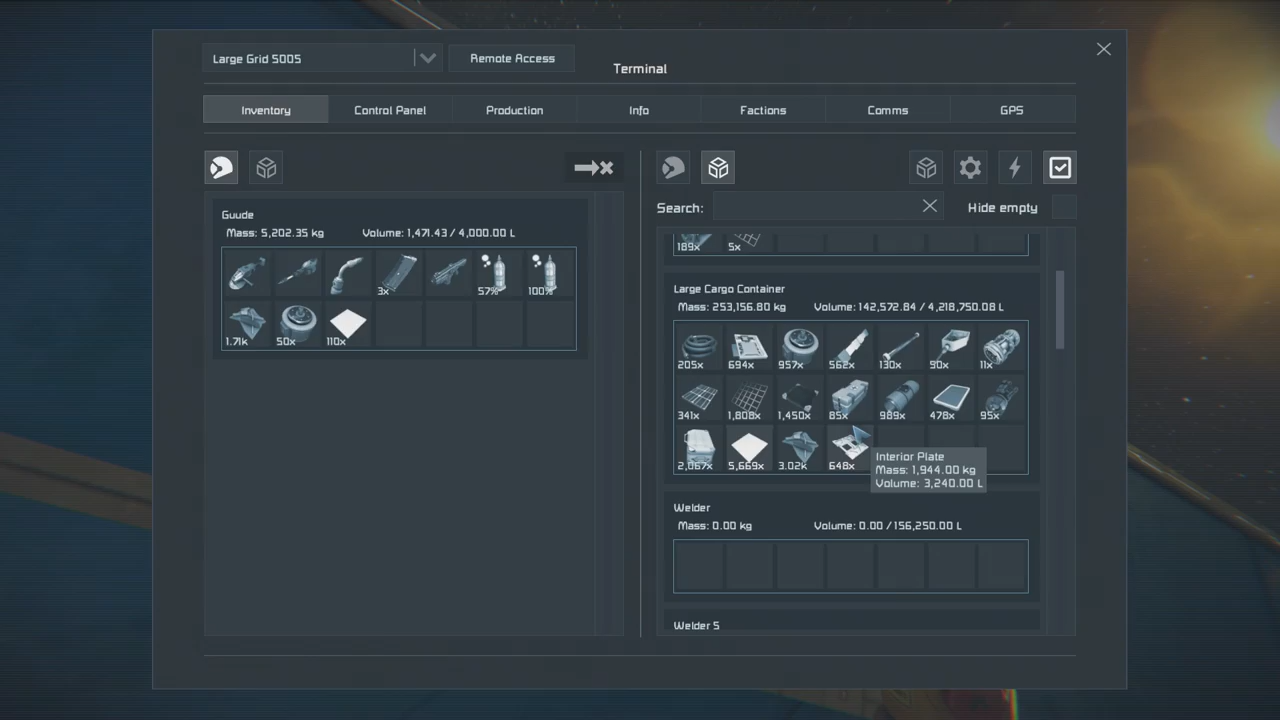 Large Grid 5005
Remote Access
Terminal
Inventory
Control Panel
Production
Info
Factions
Comms
GPS
Guude
Mass: 5,202.35 kg Volume: 1,471.43 / 4,000.00 L
3x 57% 100%
1.71k 50x 110x
Search:
Hide empty
189x 5x
Large Cargo Container
Mass: 253,156.80 kg Volume: 142,572.84 / 4,218,750.08 L
205x 694x 957x 562x 130x 90x 11x
341x 1,808x 1,450x 85x 989x 478x 95x
2,067x 5,669x 3.02k 648x
Interior Plate
Mass: 1,944.00 kg
Volume: 3,240.00 L
Welder
Mass: 0.00 kg Volume: 0.00 / 156,250.00 L
Welder 5